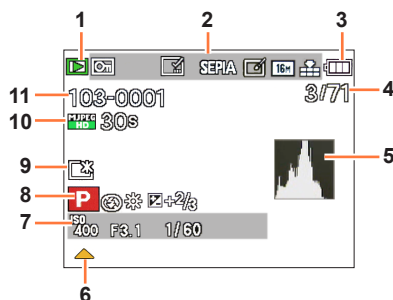 1 2 3
SEPIA 16M
11 103-0001 3/71 4
10 MJPEG HD 30s
9 5
8 P +2/3
7 ISO 400 F3.1 1/60
6